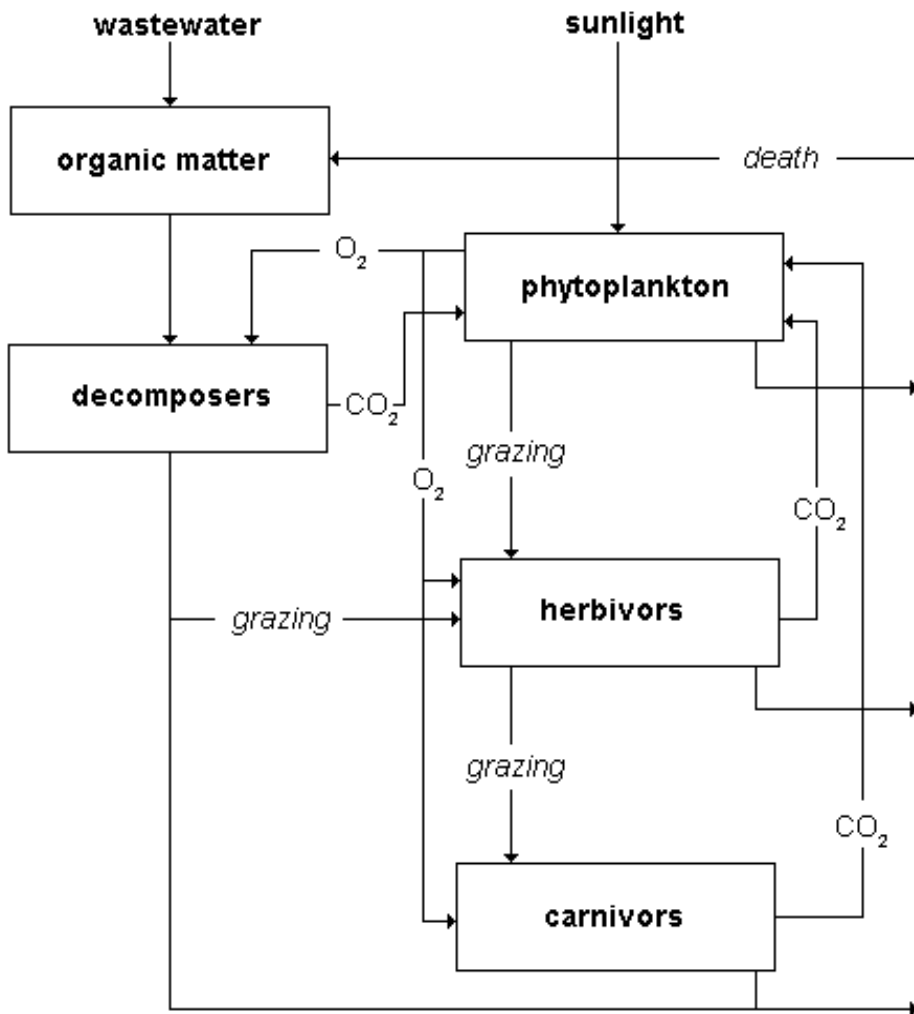 wastewater
sunlight
organic matter
death
O₂
phytoplankton
decomposers
CO₂
grazing
O₂
CO₂
grazing
herbivors
grazing
CO₂
carnivors